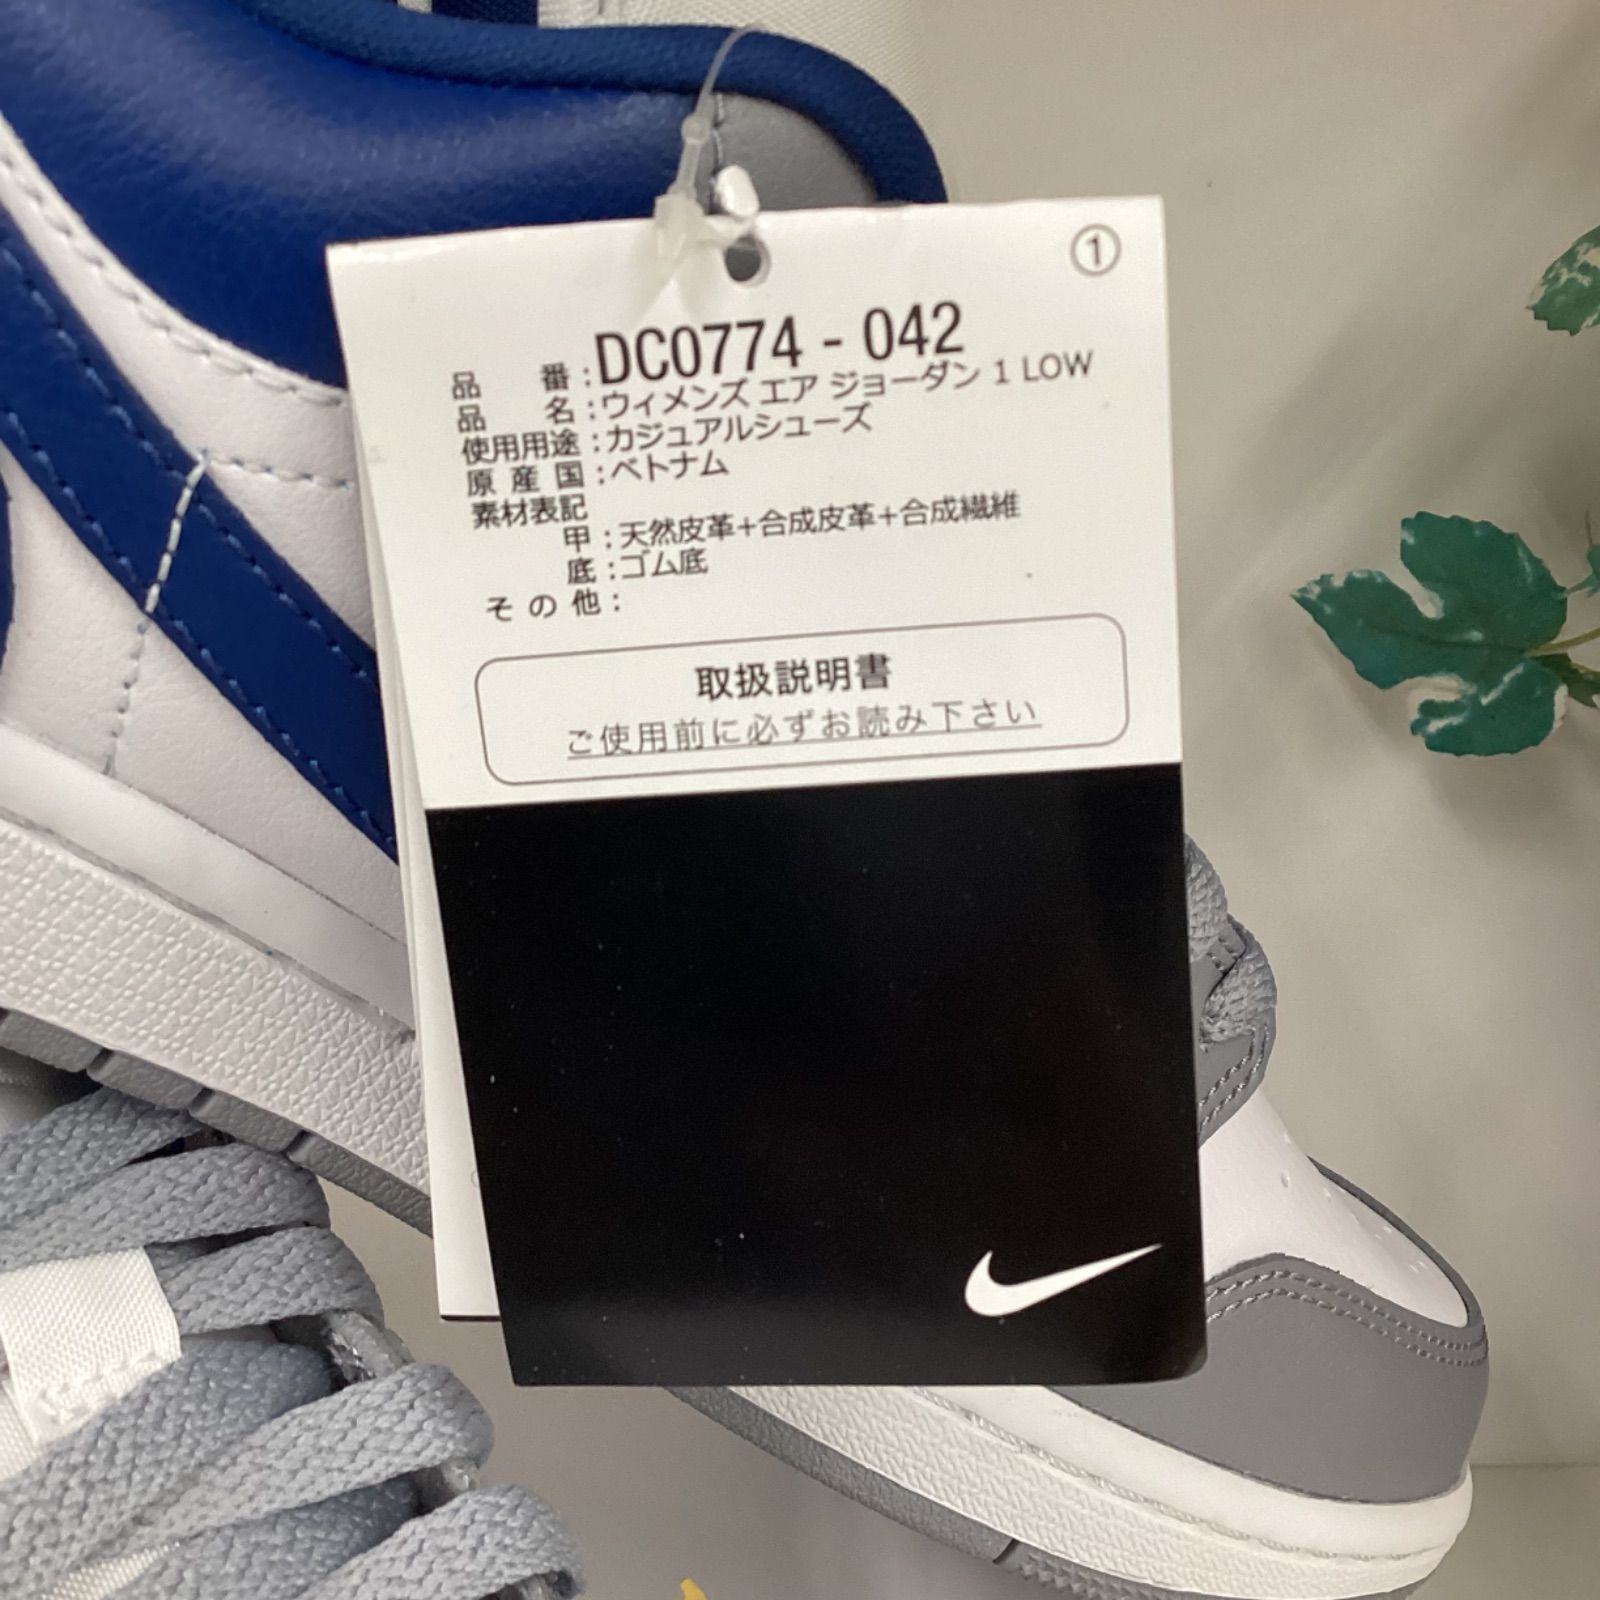 ①
品番:DC0774 - 042
品名:ウィメンズ エア ジョーダン 1 LOW
使用用途:カジュアルシューズ
原産国:ベトナム
素材表記
甲:天然皮革+合成皮革+合成繊維
底:ゴム底
その他:
取扱説明書
ご使用前に必ずお読み下さい